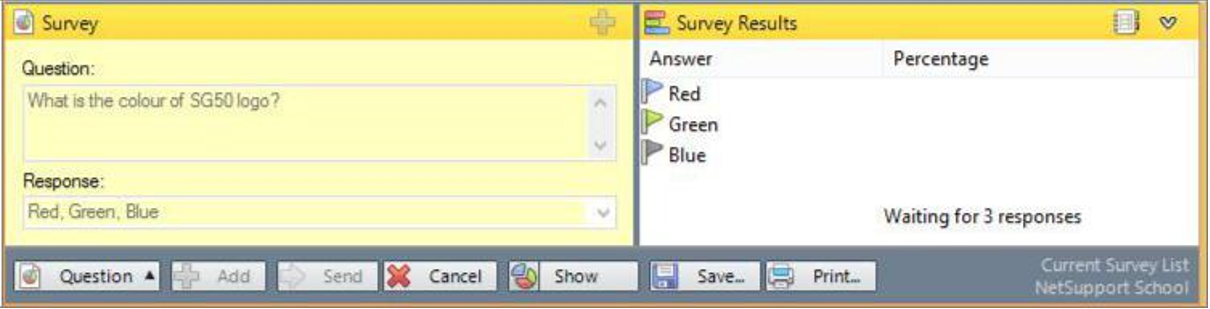 Survey
Question:
What is the colour of SG50 logo?
Response:
Red, Green, Blue
Survey Results
Answer Percentage
Red
Green
Blue
Waiting for 3 responses
Question Add Send Cancel Show Save... Print...
Current Survey List
NetSupport School